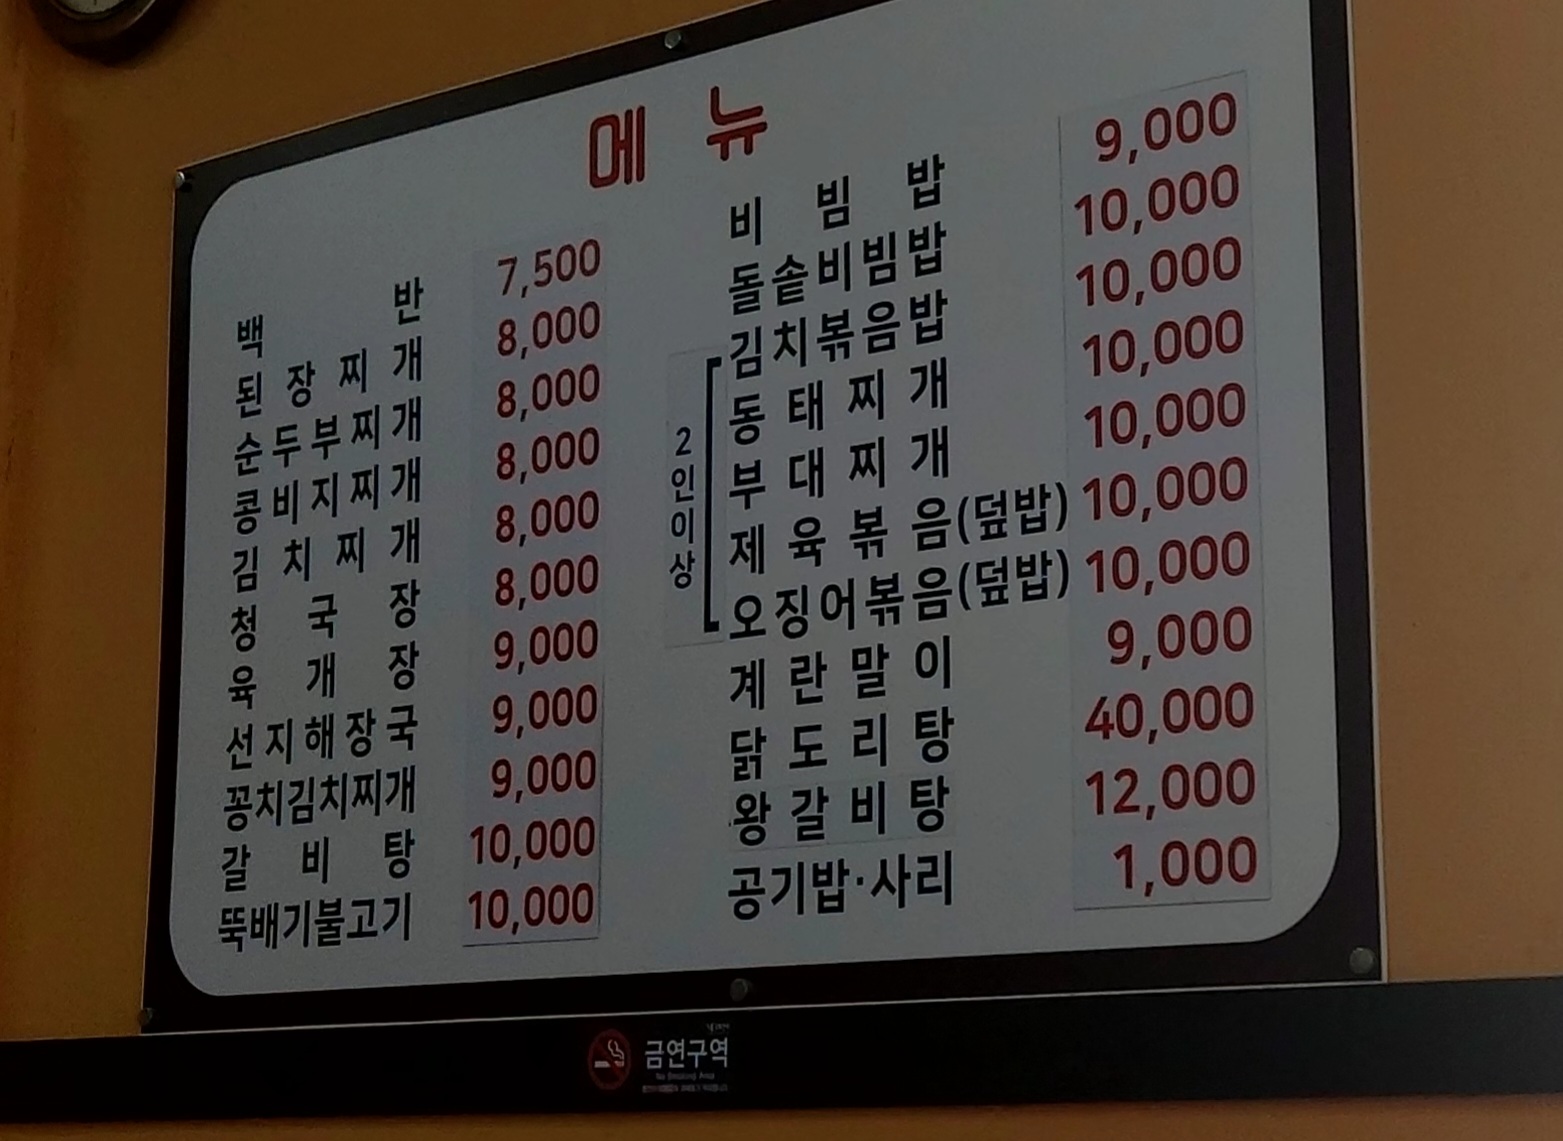 메뉴
백반 7,500
된장찌개 8,000
순두부찌개 8,000
콩비지찌개 8,000
김치찌개 8,000
청국장 8,000
육개장 9,000
선지해장국 9,000
꽁치김치찌개 9,000
갈비탕 10,000
뚝배기불고기 10,000
비빔밥 9,000
돌솥비빔밥 10,000
김치볶음밥 10,000
2인이상
동태찌개 10,000
부대찌개 10,000
제육볶음(덮밥) 10,000
오징어볶음(덮밥) 10,000
계란말이 9,000
닭도리탕 40,000
왕갈비탕 12,000
공기밥·사리 1,000
금연구역
No Smoking Area